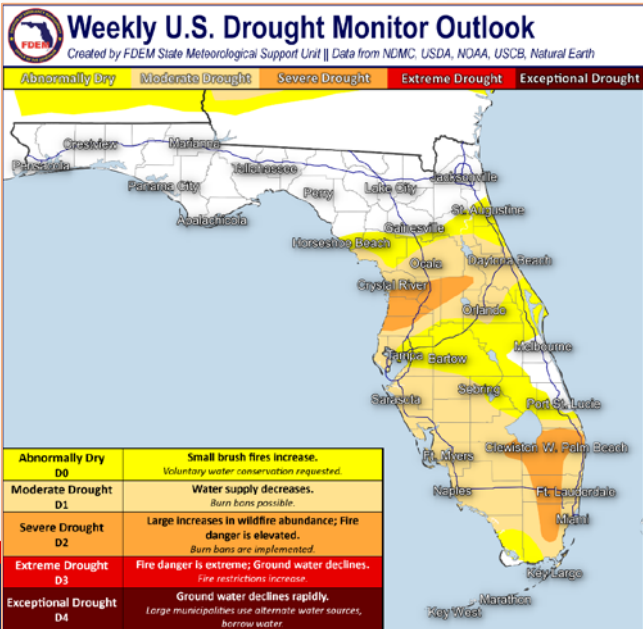 FDEM
Weekly U.S. Drought Monitor Outlook
Created by FDEM State Meteorological Support Unit || Data from NDMC, USDA, NOAA, USCB, Natural Earth
Abnormally Dry Moderate Drought Severe Drought Extreme Drought Exceptional Drought
Crestview
Marianna
Pensacola
Tallahassee
Jacksonville
Panama City
Perry
Lake City
Apalachicola
St. Augustine
Gainesville
Horseshoe Beach
Ocala
Daytona Beach
Crystal River
Orlando
Melbourne
Tampa
Bartow
Sebring
Sarasota
Port St. Lucie
Clewiston
W. Palm Beach
Ft. Myers
Naples
Ft. Lauderdale
Miami
Key Largo
Marathon
Key West
Abnormally Dry
D0
Small brush fires increase.
Voluntary water conservation requested.
Moderate Drought
D1
Water supply decreases.
Burn bans possible.
Severe Drought
D2
Large increases in wildfire abundance; Fire
danger is elevated.
Burn bans are implemented.
Extreme Drought
D3
Fire danger is extreme; Ground water declines.
Fire restrictions increase.
Exceptional Drought
D4
Ground water declines rapidly.
Large municipalities use alternate water sources,
borrow water.